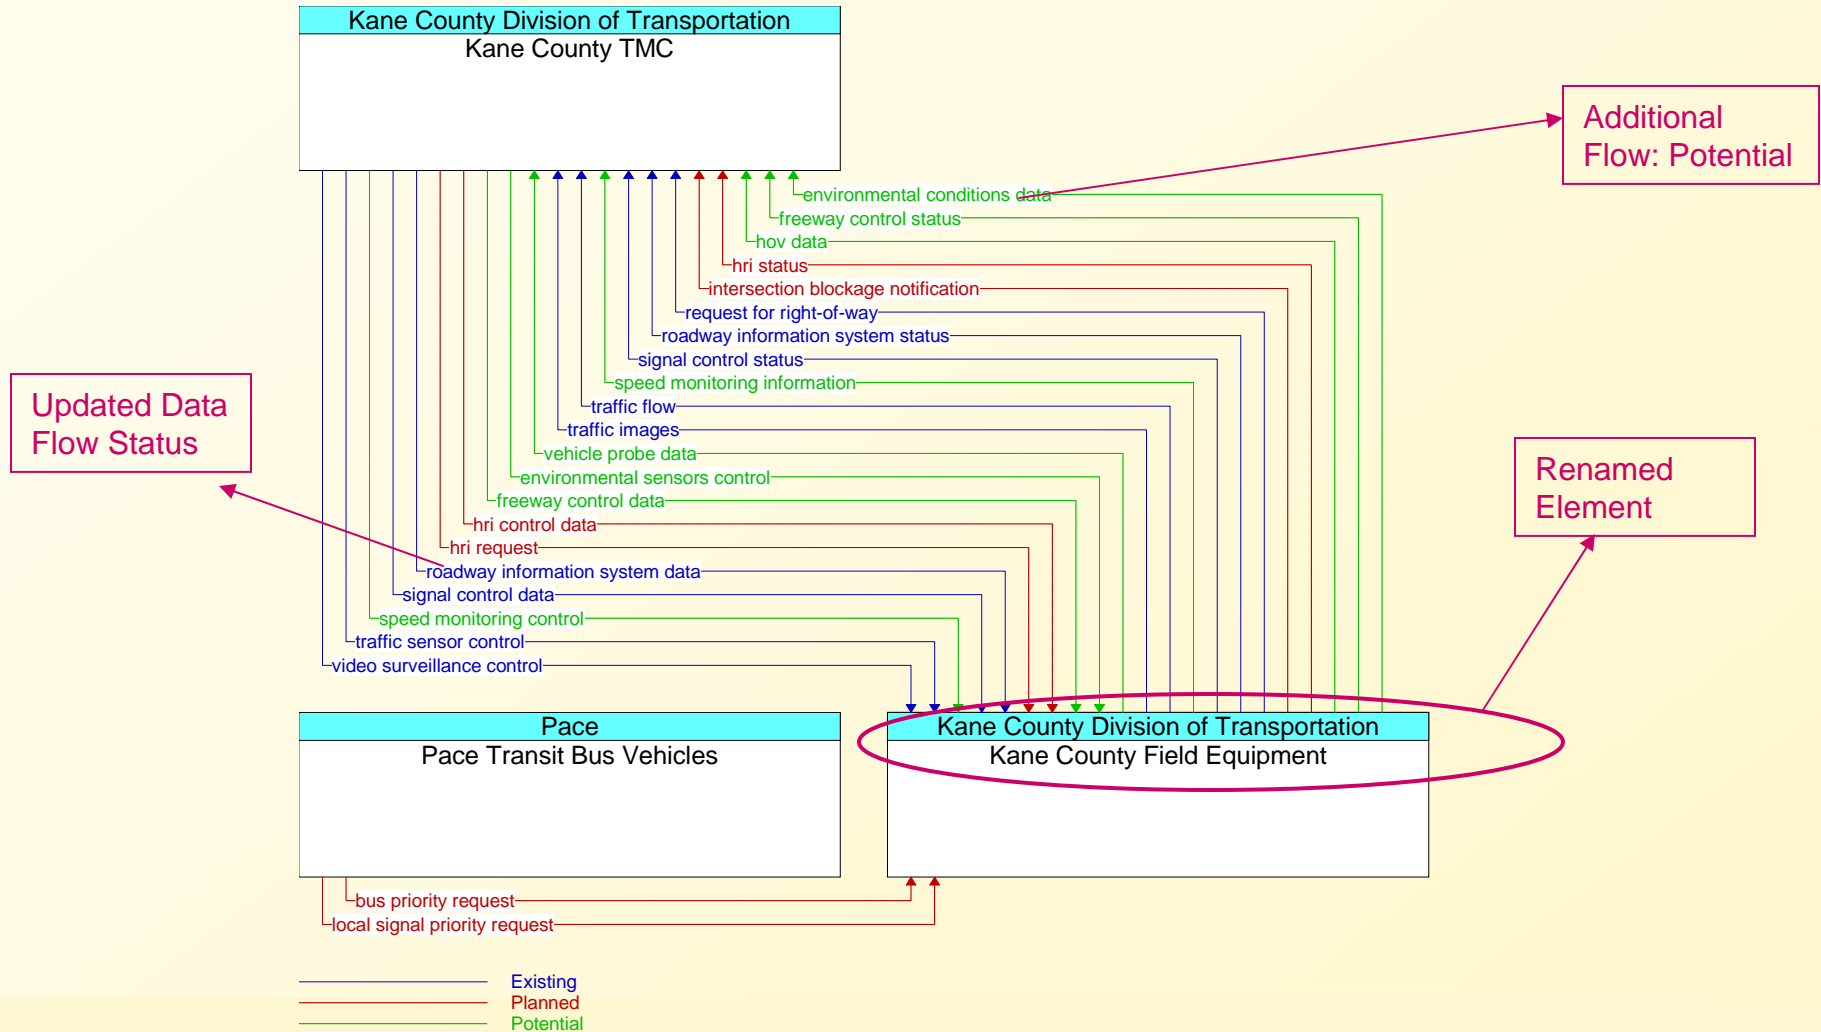 Kane County Division of Transportation
Kane County TMC
Additional
Flow: Potential
environmental conditions data
freeway control status
hov data
hri status
intersection blockage notification
request for right-of-way
roadway information system status
signal control status
speed monitoring information
Updated Data
Flow Status
traffic flow
traffic images
vehicle probe data
environmental sensors control
Renamed
Element
freeway control data
hri control data
hri request
roadway information system data
signal control data
speed monitoring control
traffic sensor control
video surveillance control
Pace
Pace Transit Bus Vehicles
Kane County Division of Transportation
Kane County Field Equipment
bus priority request
local signal priority request
Existing
Planned
Potential